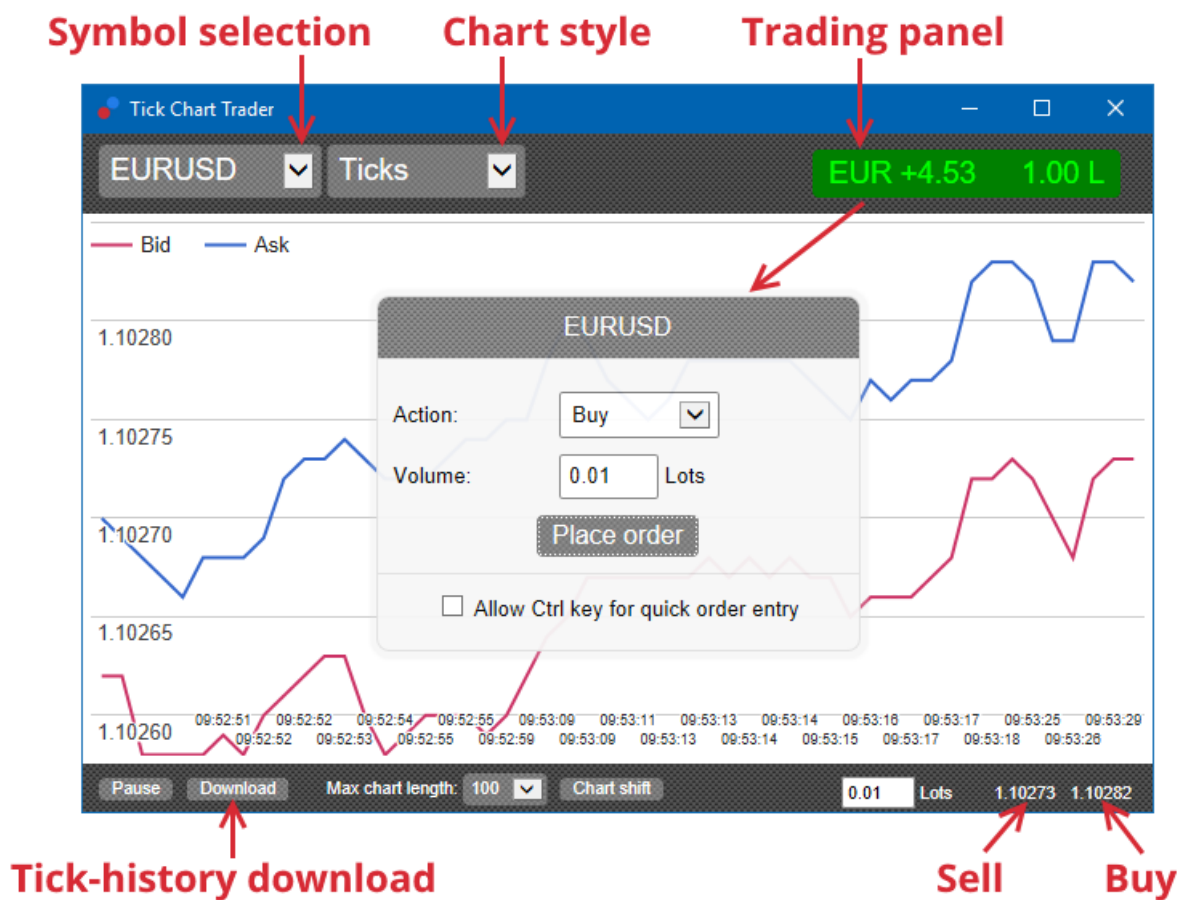 Symbol selection Chart style Trading panel
Tick Chart Trader
EURUSD Ticks EUR +4.53 1.00 L
Bid Ask
EURUSD
1.10280
Action: Buy
1.10275
Volume: 0.01 Lots
1.10270
Place order
Allow Ctrl key for quick order entry
1.10265
09:52:51 09:52:52 09:52:54 09:52:55 09:53:09 09:53:11 09:53:13 09:53:14 09:53:16 09:53:17 09:53:25 09:53:29
1.10260
09:52:52 09:52:53 09:52:55 09:52:59 09:53:09 09:53:13 09:53:14 09:53:15 09:53:17 09:53:18 09:53:26
Pause Download Max chart length: 100 Chart shift 0.01 Lots 1.10273 1.10282
Tick-history download Sell Buy